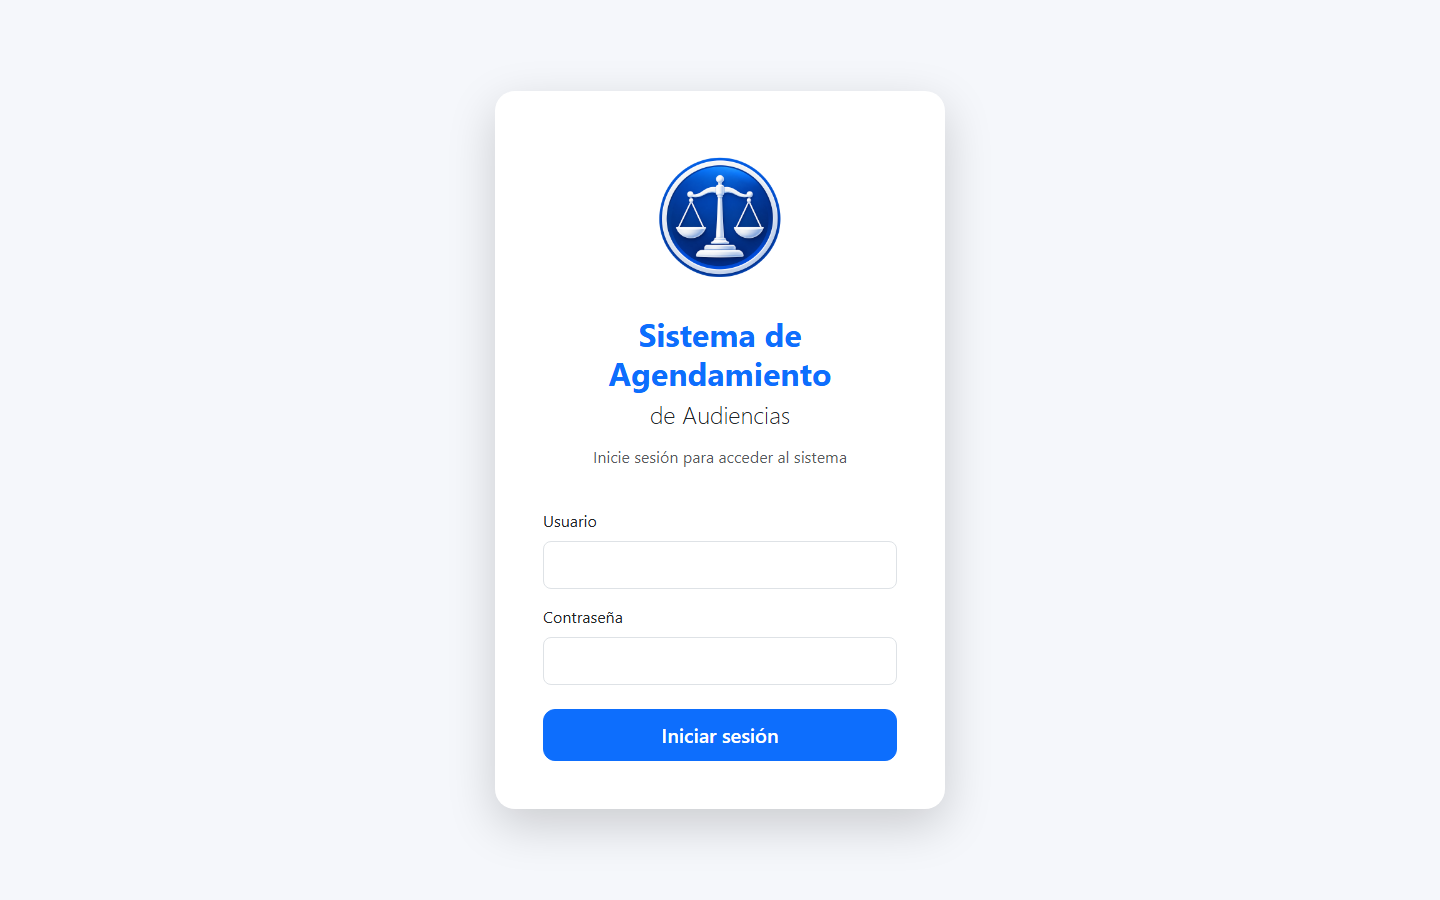 Sistema de
Agendamiento
de Audiencias
Inicie sesión para acceder al sistema
Usuario
Contraseña
Iniciar sesión